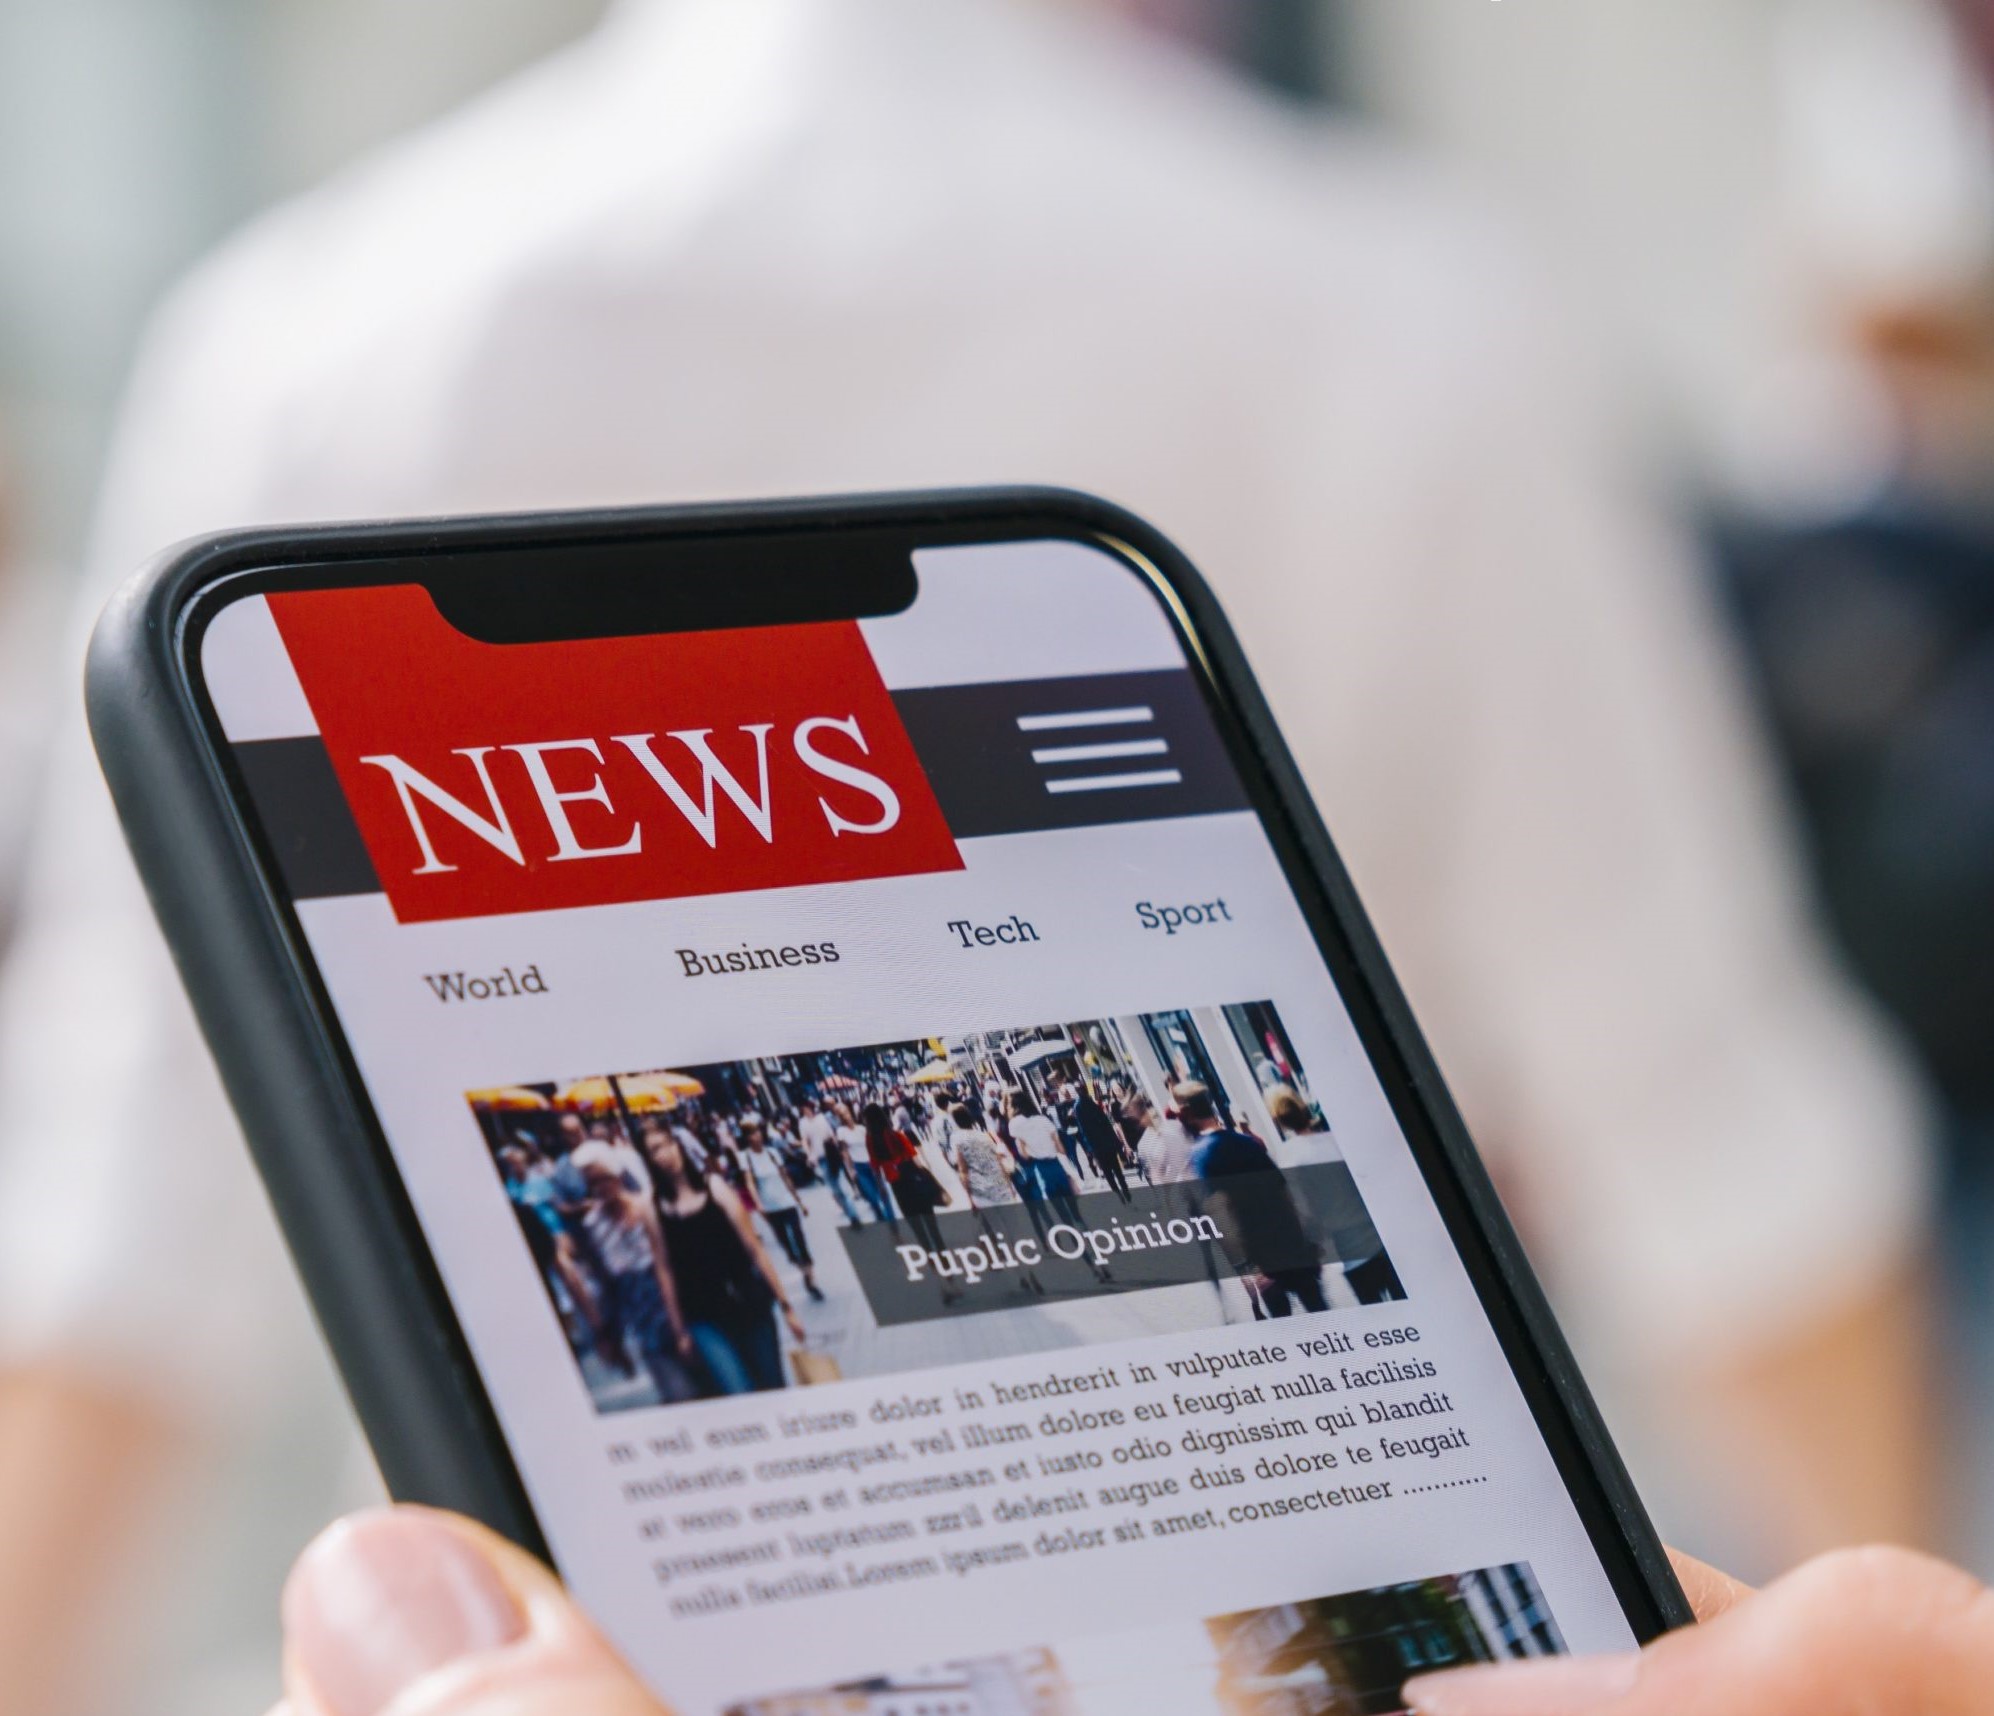 NEWS
World Business Tech Sport
Puplic Opinion
m vel eum iriure dolor in hendrerit in vulputate velit esse
molestie consequat, vel illum dolore eu feugiat nulla facilisis
at vero eros et accumsan et iusto odio dignissim qui blandit
praesent luptatum zzril delenit augue duis dolore te feugait
nulla facilisi.Lorem ipsum dolor sit amet, consectetuer ...........